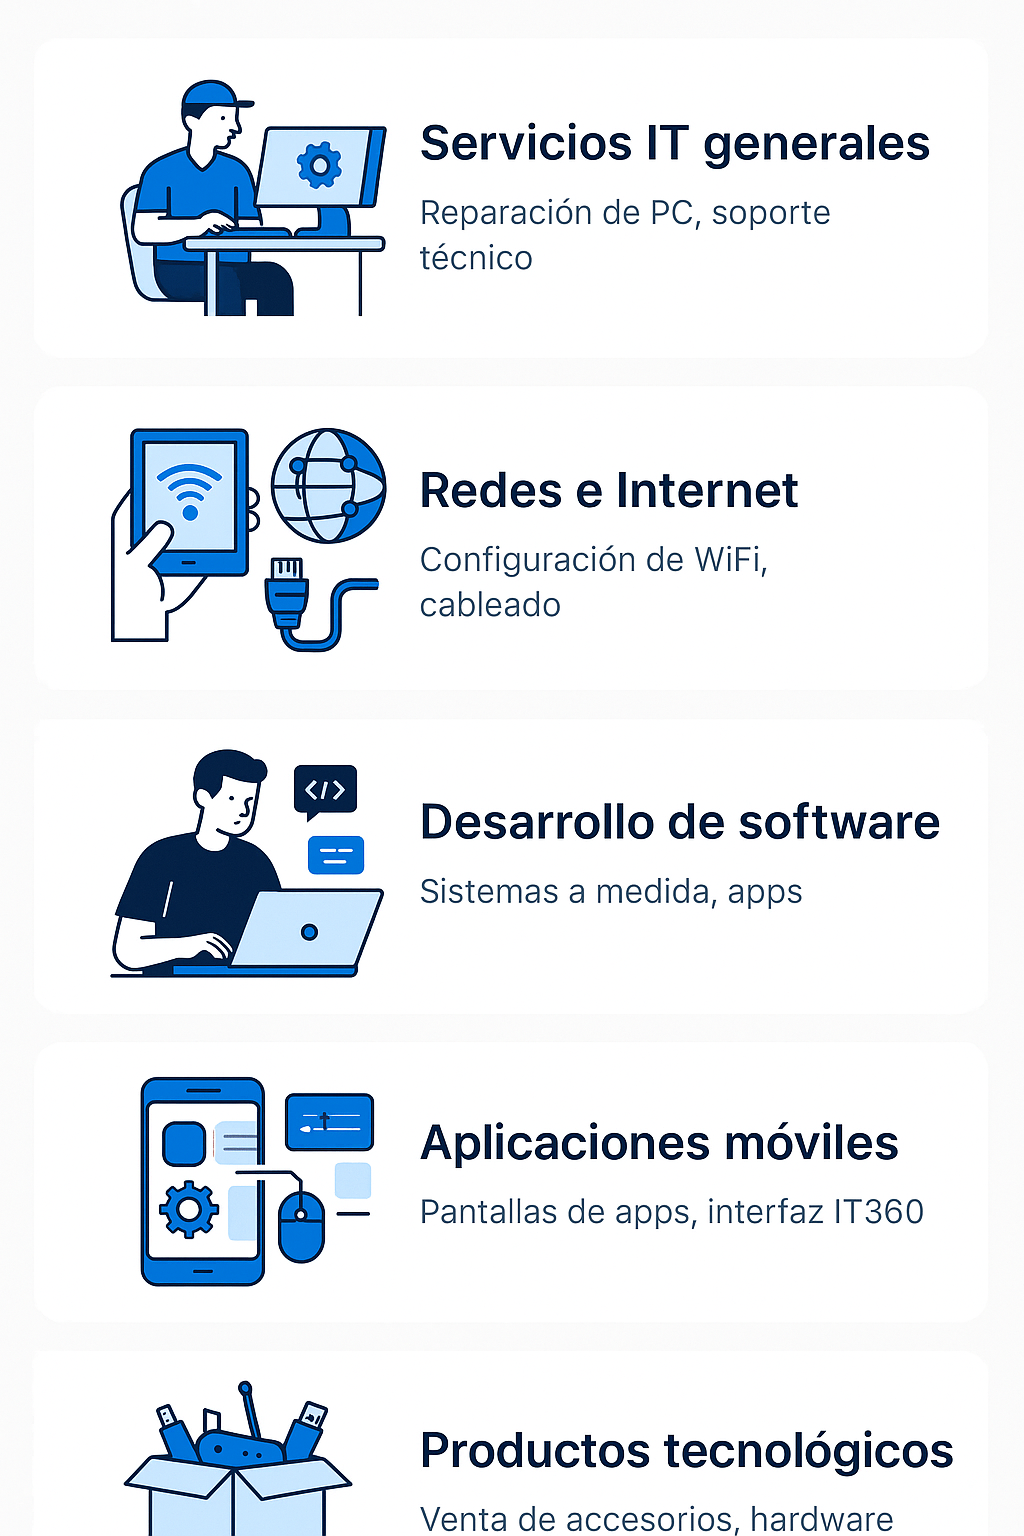 Servicios IT generales
Reparación de PC, soporte
técnico
Redes e Internet
Configuración de WiFi,
cableado
</>
Desarrollo de software
Sistemas a medida, apps
Aplicaciones móviles
Pantallas de apps, interfaz IT360
Productos tecnológicos
Venta de accesorios, hardware